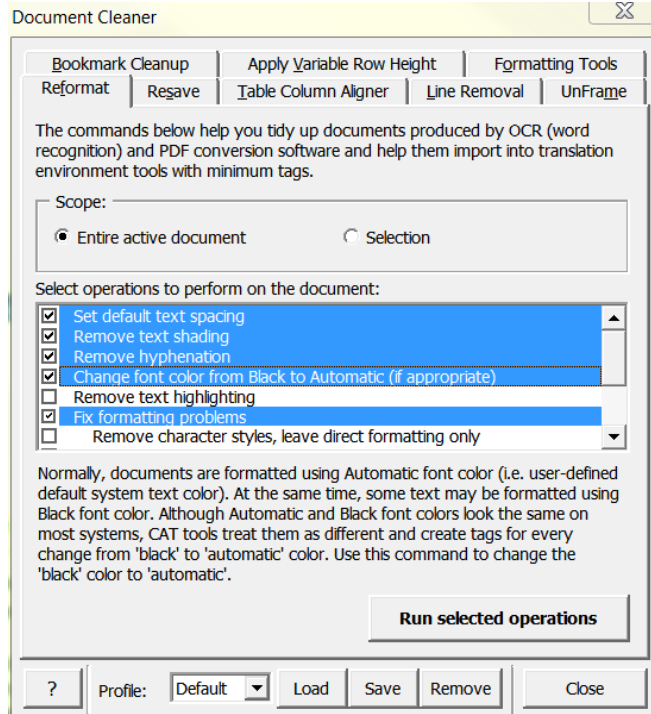 Document Cleaner
Bookmark Cleanup Apply Variable Row Height Formatting Tools
Reformat Resave Table Column Aligner Line Removal UnFrame
The commands below help you tidy up documents produced by OCR (word
recognition) and PDF conversion software and help them import into translation
environment tools with minimum tags.
Scope:
Entire active document Selection
Select operations to perform on the document:
Set default text spacing
Remove text shading
Remove hyphenation
Change font color from Black to Automatic (if appropriate)
Remove text highlighting
Fix formatting problems
Remove character styles, leave direct formatting only
Normally, documents are formatted using Automatic font color (i.e. user-defined
default system text color). At the same time, some text may be formatted using
Black font color. Although Automatic and Black font colors look the same on
most systems, CAT tools treat them as different and create tags for every
change from 'black' to 'automatic' color. Use this command to change the
'black' color to 'automatic'.
Run selected operations
? Profile: Default Load Save Remove Close